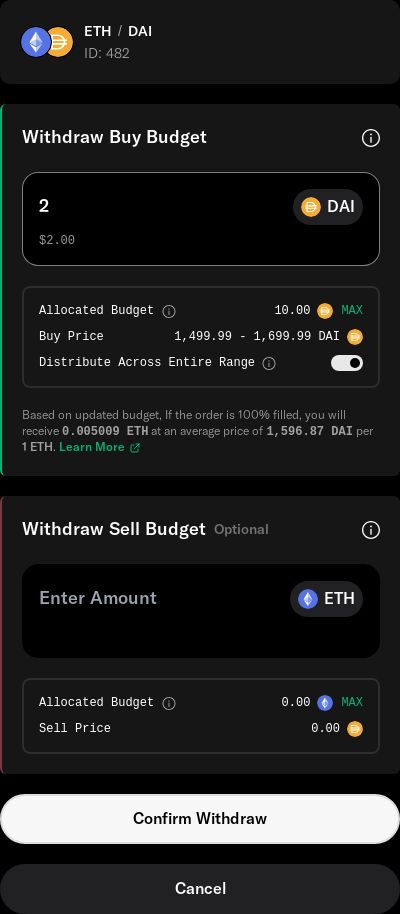 ETH / DAI
ID: 482
Withdraw Buy Budget
2
DAI
$2.00
Allocated Budget 10.00 MAX
Buy Price 1,499.99 - 1,699.99 DAI
Distribute Across Entire Range
Based on updated budget, If the order is 100% filled, you will
receive 0.005009 ETH at an average price of 1,596.87 DAI per
1 ETH. Learn More
Withdraw Sell Budget Optional
Enter Amount ETH
Allocated Budget 0.00 MAX
Sell Price 0.00
Confirm Withdraw
Cancel